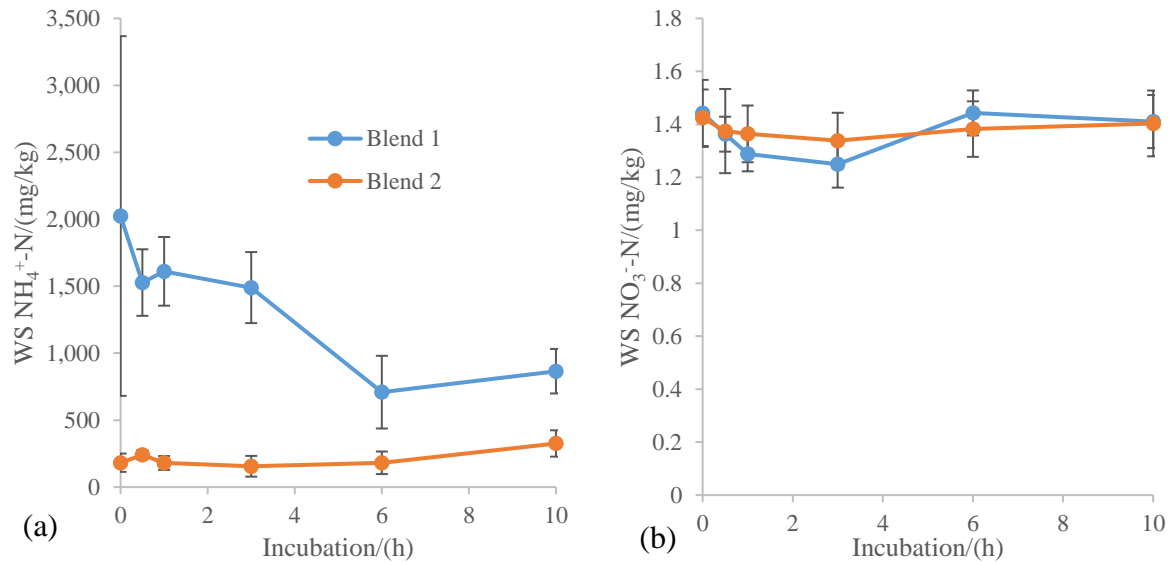 3,500
3,000
2,500
2,000
1,500
1,000
500
0
WS NH₄⁺-N/(mg/kg)
Blend 1
Blend 2
0 2 4 6 8 10
Incubation/(h)
(a)
1.8
1.6
1.4
1.2
1
0.8
0.6
0.4
0.2
0
WS NO₃⁻-N/(mg/kg)
0 2 4 6 8 10
Incubation/(h)
(b)